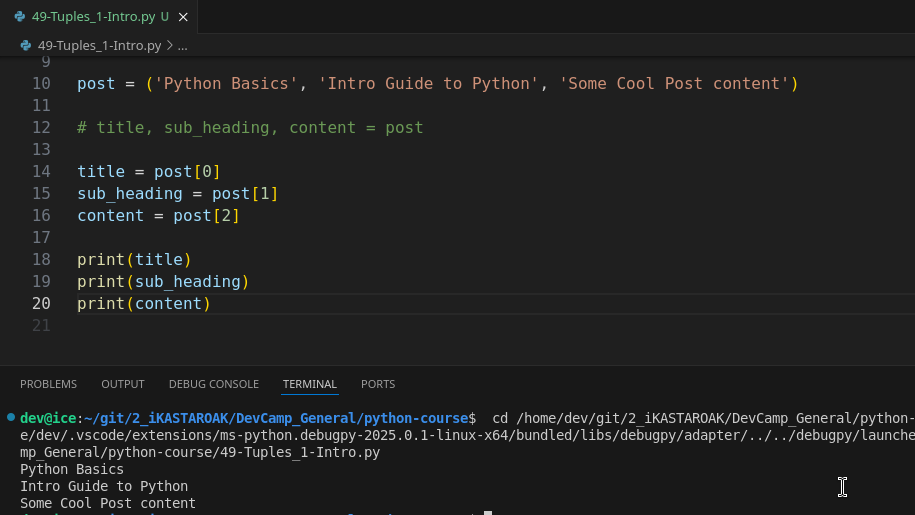 49-Tuples_1-Intro.py U
49-Tuples_1-Intro.py > ...
9
10 post = ('Python Basics', 'Intro Guide to Python', 'Some Cool Post content')
11
12 # title, sub_heading, content = post
13
14 title = post[0]
15 sub_heading = post[1]
16 content = post[2]
17
18 print(title)
19 print(sub_heading)
20 print(content)
21
PROBLEMS OUTPUT DEBUG CONSOLE TERMINAL PORTS
dev@ice:~/git/2_iKASTAROAK/DevCamp_General/python-course$ cd /home/dev/git/2_iKASTAROAK/DevCamp_General/python-
e/dev/.vscode/extensions/ms-python.debugpy-2025.0.1-linux-x64/bundled/libs/debugpy/adapter/../../debugpy/launche
mp_General/python-course/49-Tuples_1-Intro.py
Python Basics
Intro Guide to Python
Some Cool Post content